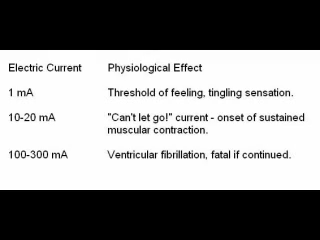 Electric Current Physiological Effect
1 mA Threshold of feeling, tingling sensation.
10-20 mA "Can't let go!" current - onset of sustained
muscular contraction.
100-300 mA Ventricular fibrillation, fatal if continued.